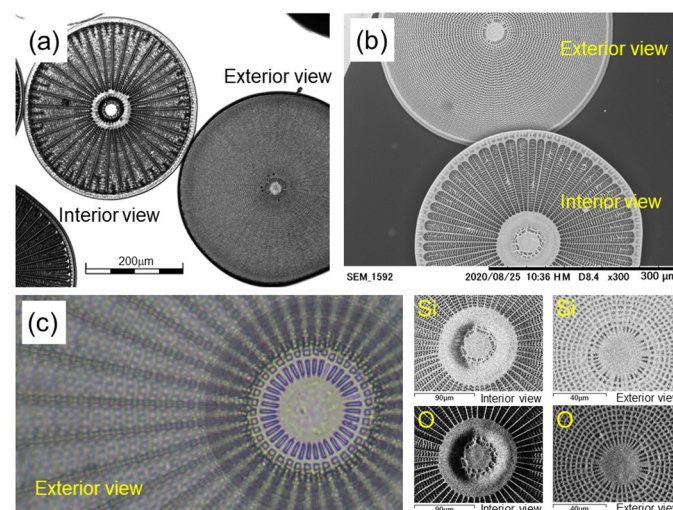 (a)
Exterior view
Interior view
200μm
(b)
Exterior view
Interior view
SEM_1592
2020/08/25 10:36 HM D8.4 x300 300 μm
(c)
Exterior view
Si
90μm
Interior view
Si
40μm
Exterior view
O
90μm
Interior view
O
40μm
Exterior view